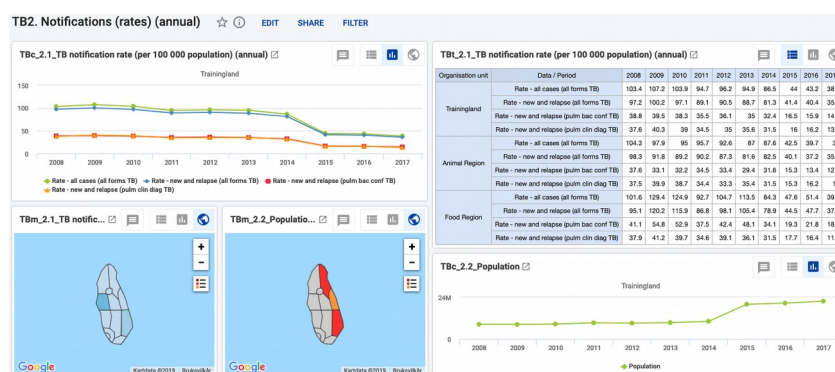 TB2. Notifications (rates) (annual) EDIT SHARE FILTER
TBc_2.1_TB notification rate (per 100 000 population) (annual)
Trainingland
150
100
50
0
2008 2009 2010 2011 2012 2013 2014 2015 2016 2017
Rate - all cases (all forms TB) Rate - new and relapse (all forms TB) Rate - new and relapse (pulm bac conf TB)
Rate - new and relapse (pulm clin diag TB)
TBt_2.1_TB notification rate (per 100 000 population) (annual)
Organisation unit Data / Period 2008 2009 2010 2011 2012 2013 2014 2015 2016
Trainingland
Rate - all cases (all forms TB) 103.4 107.2 103.9 94.7 96.2 94.9 86.5 44 43.2
Rate - new and relapse (all forms TB) 97.2 100.2 97.1 89.1 90.5 88.7 81.3 41.4 40.4
Rate - new and relapse (pulm bac conf TB) 38.8 39.5 38.3 35.5 36.1 35 32.4 16.5 15.9
Rate - new and relapse (pulm clin diag TB) 37.6 40.3 39 34.5 35 35.6 31.5 16 16.2
Animal Region
Rate - all cases (all forms TB) 104.3 97.9 95 95.7 92.6 87 87.6 42.5 39.7
Rate - new and relapse (all forms TB) 98.3 91.8 89.2 90.2 87.3 81.6 82.5 40.1 37.2
Rate - new and relapse (pulm bac conf TB) 37.6 33.1 32.2 34.5 33.4 29.4 31.6 15.3 13.4
Rate - new and relapse (pulm clin diag TB) 37.5 39.9 38.7 34.4 33.3 35.4 31.5 15.3 16.2
Food Region
Rate - all cases (all forms TB) 101.6 129.4 124.9 92.7 104.7 113.5 84.3 47.6 51.4
Rate - new and relapse (all forms TB) 95.1 120.2 115.9 86.8 98.1 105.4 78.9 44.5 47.7
Rate - new and relapse (pulm bac conf TB) 41.1 54.8 52.9 37.5 42.4 48.1 34.1 19.3 21.8
Rate - new and relapse (pulm clin diag TB) 37.9 41.2 39.7 34.6 39.1 36.1 31.5 17.7 16.4
TBm_2.1_TB notific...
+
−
Google Kartdata ©2019 Bruksvilkår
TBm_2.2_Populatio...
+
−
Google Kartdata ©2019 Bruksvilkår
TBc_2.2_Population
Trainingland
24M
0
2008 2009 2010 2011 2012 2013 2014 2015 2016 2017
Population